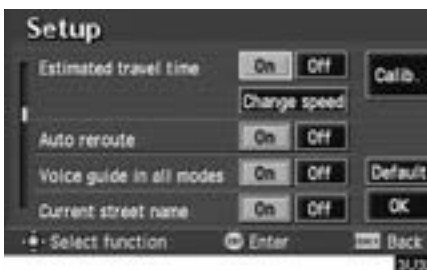 Setup
Estimated travel time On Off Calib.
Change speed
Auto reroute On Off
Voice guide in all modes On Off Default
Current street name On Off OK
Select function Enter Back